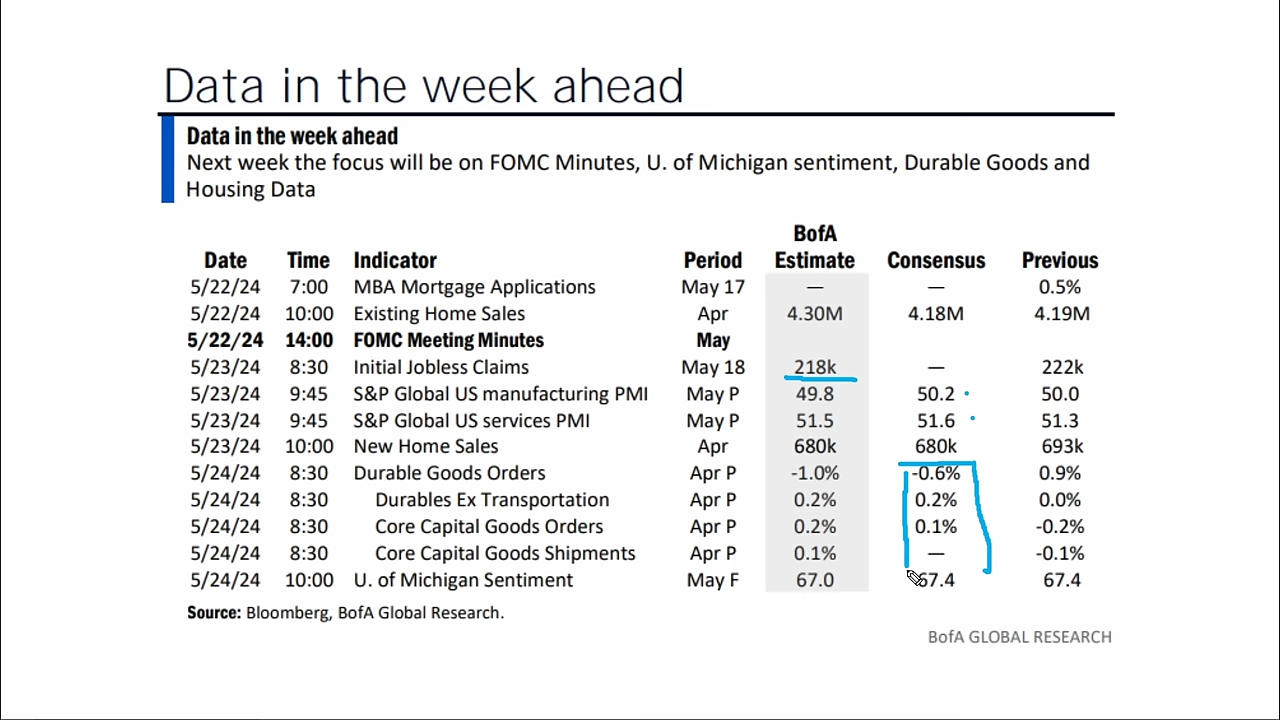 Data in the week ahead
Data in the week ahead
Next week the focus will be on FOMC Minutes, U. of Michigan sentiment, Durable Goods and
Housing Data
BofA
Date Time Indicator Period Estimate Consensus Previous
5/22/24 7:00 MBA Mortgage Applications May 17 — — 0.5%
5/22/24 10:00 Existing Home Sales Apr 4.30M 4.18M 4.19M
5/22/24 14:00 FOMC Meeting Minutes May
5/23/24 8:30 Initial Jobless Claims May 18 218k — 222k
5/23/24 9:45 S&P Global US manufacturing PMI May P 49.8 50.2 50.0
5/23/24 9:45 S&P Global US services PMI May P 51.5 51.6 51.3
5/23/24 10:00 New Home Sales Apr 680k 680k 693k
5/24/24 8:30 Durable Goods Orders Apr P -1.0% -0.6% 0.9%
5/24/24 8:30 Durables Ex Transportation Apr P 0.2% 0.2% 0.0%
5/24/24 8:30 Core Capital Goods Orders Apr P 0.2% 0.1% -0.2%
5/24/24 8:30 Core Capital Goods Shipments Apr P 0.1% — -0.1%
5/24/24 10:00 U. of Michigan Sentiment May F 67.0 67.4 67.4
Source: Bloomberg, BofA Global Research.
BofA GLOBAL RESEARCH